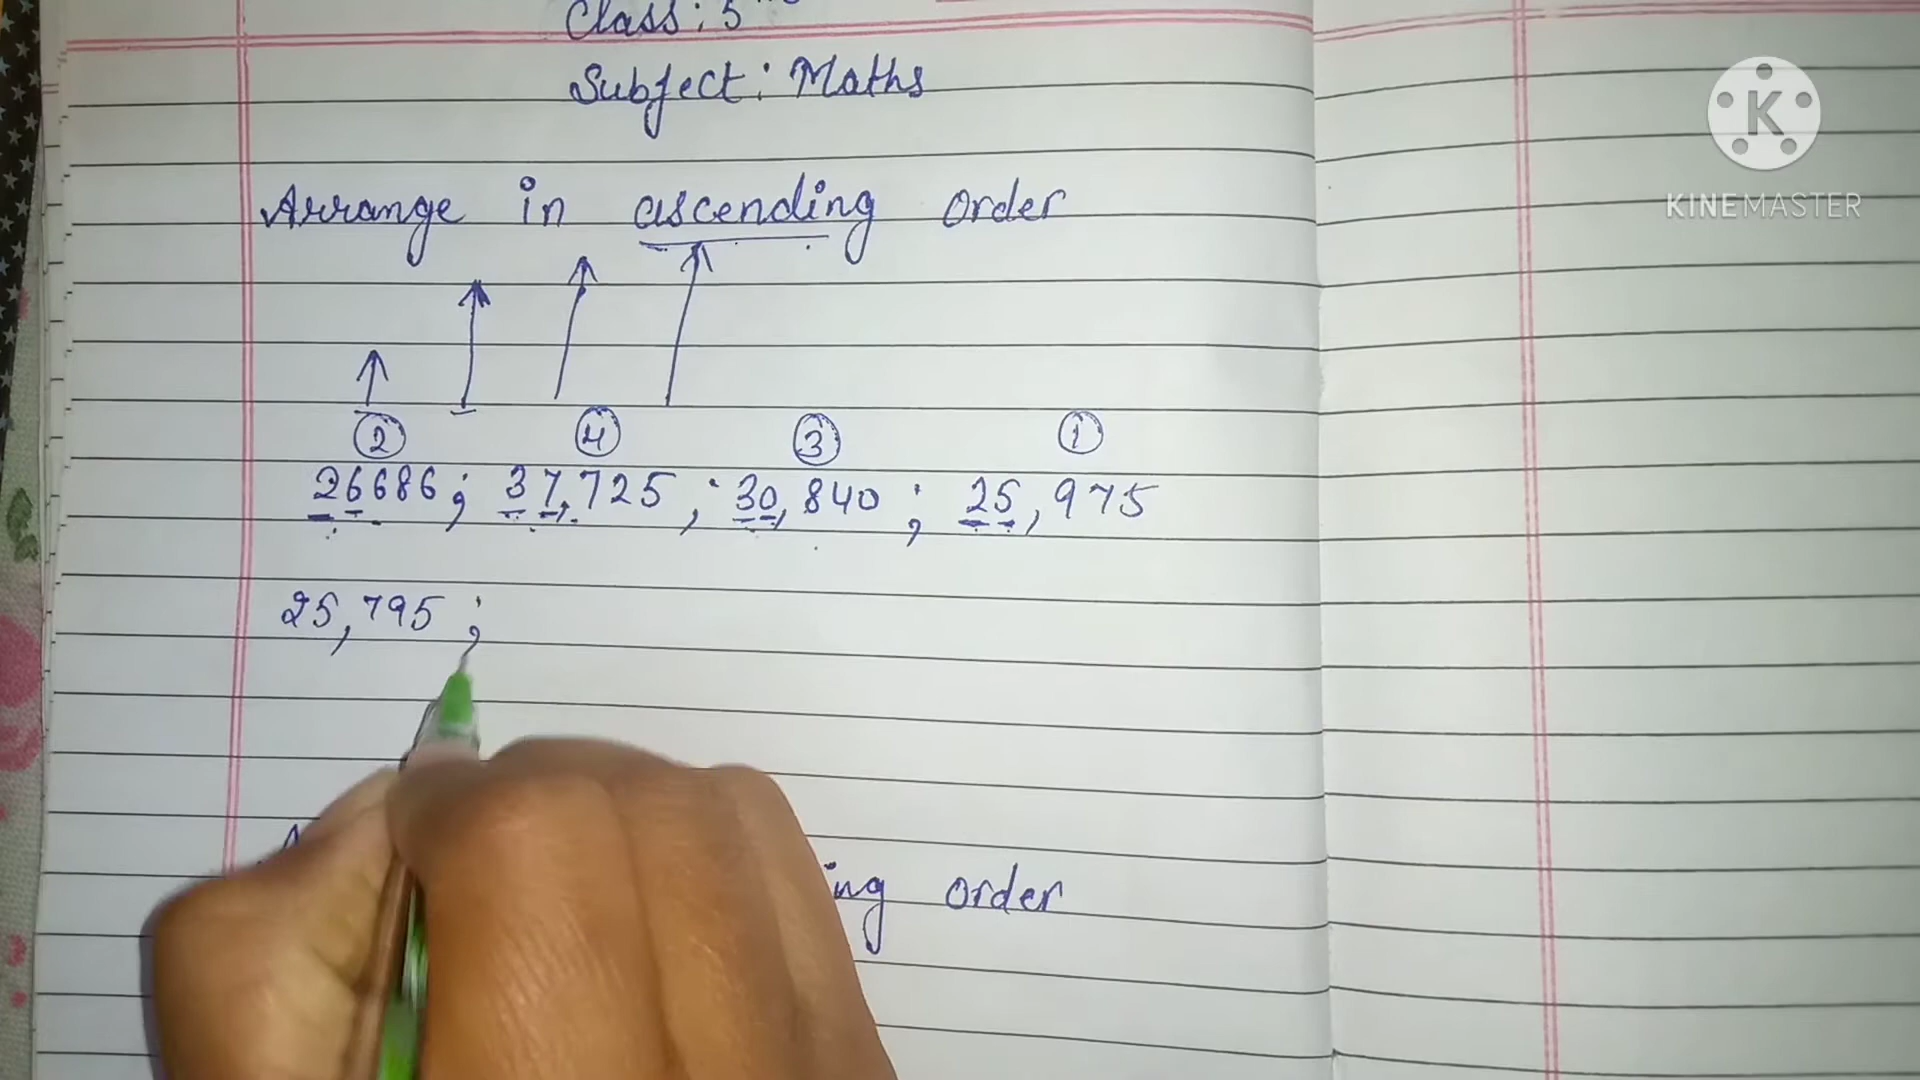 Class: 5
Subject: Maths
K
KINEMASTER
Arrange in ascending order
2 4 3 1
26686; 37,725; 30,840; 25,975
25,795;
ing order